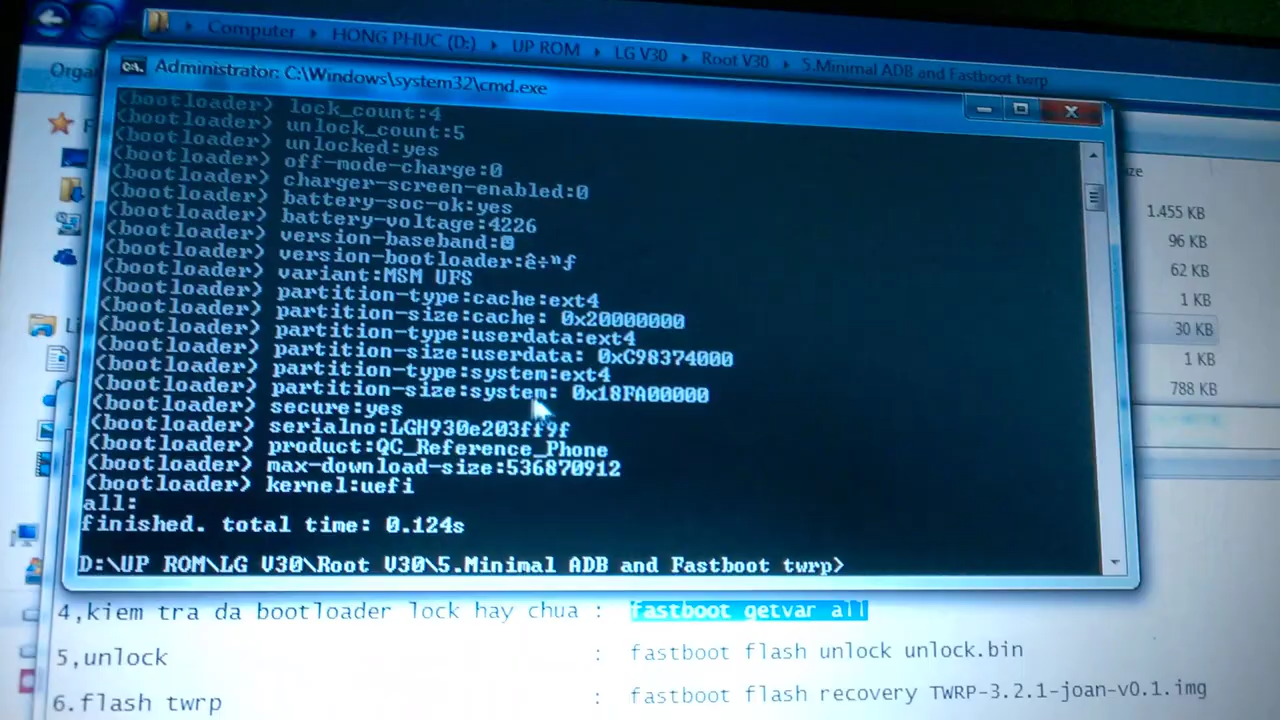 Computer ▸ HONG PHUC (D:) ▸ UP ROM ▸ LG V30 ▸ Root V30 ▸ 5.Minimal ADB and Fastboot twrp
Orga
Administrator: C:\Windows\system32\cmd.exe
(bootloader) lock_count:4
(bootloader) unlock_count:5
(bootloader) unlocked:yes
(bootloader) off-mode-charge:0
(bootloader) charger-screen-enabled:0
(bootloader) battery-soc-ok:yes
(bootloader) battery-voltage:4226
(bootloader) version-baseband:
(bootloader) version-bootloader:
(bootloader) variant:MSM UFS
(bootloader) partition-type:cache:ext4
(bootloader) partition-size:cache: 0x20000000
(bootloader) partition-type:userdata:ext4
(bootloader) partition-size:userdata: 0xC98374000
(bootloader) partition-type:system:ext4
(bootloader) partition-size:system: 0x18FA00000
(bootloader) secure:yes
(bootloader) serialno:LGH930e203ff9f
(bootloader) product:QC_Reference_Phone
(bootloader) max-download-size:536870912
(bootloader) kernel:uefi
all:
finished. total time: 0.124s
D:\UP ROM\LG V30\Root V30\5.Minimal ADB and Fastboot twrp>
ze
1.455 KB
96 KB
62 KB
1 KB
30 KB
1 KB
788 KB
4,kiem tra da bootloader lock hay chua : fastboot getvar all
5,unlock : fastboot flash unlock unlock.bin
6.flash twrp : fastboot flash recovery TWRP-3.2.1-joan-v0.1.img